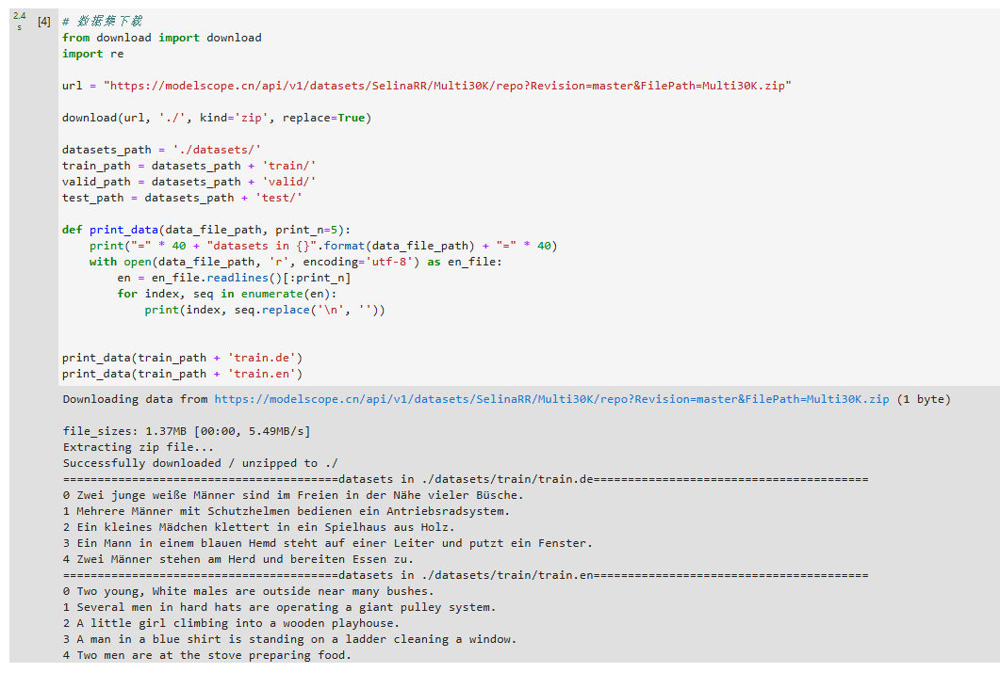 2.4
s
[4]
# 数据集下载
from download import download
import re
url = "https://modelscope.cn/api/v1/datasets/SelinaRR/Multi30K/repo?Revision=master&FilePath=Multi30K.zip"
download(url, './', kind='zip', replace=True)
datasets_path = './datasets/'
train_path = datasets_path + 'train/'
valid_path = datasets_path + 'valid/'
test_path = datasets_path + 'test/'
def print_data(data_file_path, print_n=5):
    print("=" * 40 + "datasets in {}".format(data_file_path) + "=" * 40)
    with open(data_file_path, 'r', encoding='utf-8') as en_file:
        en = en_file.readlines()[:print_n]
        for index, seq in enumerate(en):
            print(index, seq.replace('\n', ''))
print_data(train_path + 'train.de')
print_data(train_path + 'train.en')
Downloading data from https://modelscope.cn/api/v1/datasets/SelinaRR/Multi30K/repo?Revision=master&FilePath=Multi30K.zip (1 byte)
file_sizes: 1.37MB [00:00, 5.49MB/s]
Extracting zip file...
Successfully downloaded / unzipped to ./
========================================datasets in ./datasets/train/train.de========================================
0 Zwei junge weiße Männer sind im Freien in der Nähe vieler Büsche.
1 Mehrere Männer mit Schutzhelmen bedienen ein Antriebsradsystem.
2 Ein kleines Mädchen klettert in ein Spielhaus aus Holz.
3 Ein Mann in einem blauen Hemd steht auf einer Leiter und putzt ein Fenster.
4 Zwei Männer stehen am Herd und bereiten Essen zu.
========================================datasets in ./datasets/train/train.en========================================
0 Two young, White males are outside near many bushes.
1 Several men in hard hats are operating a giant pulley system.
2 A little girl climbing into a wooden playhouse.
3 A man in a blue shirt is standing on a ladder cleaning a window.
4 Two men are at the stove preparing food.